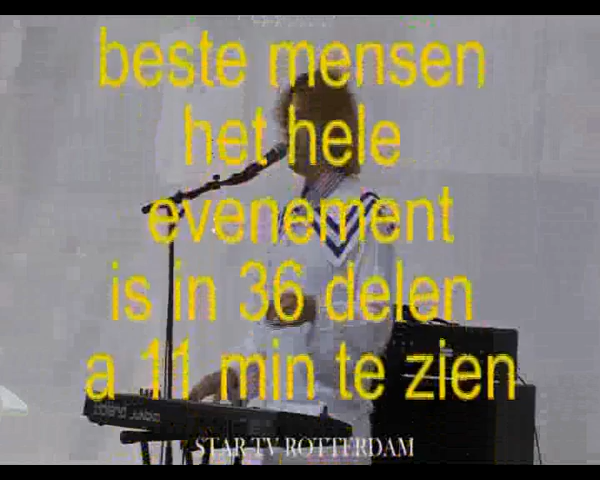 beste mensen
het hele
evenement
is in 36 delen
a 11 min te zien
STAR TV ROTTERDAM